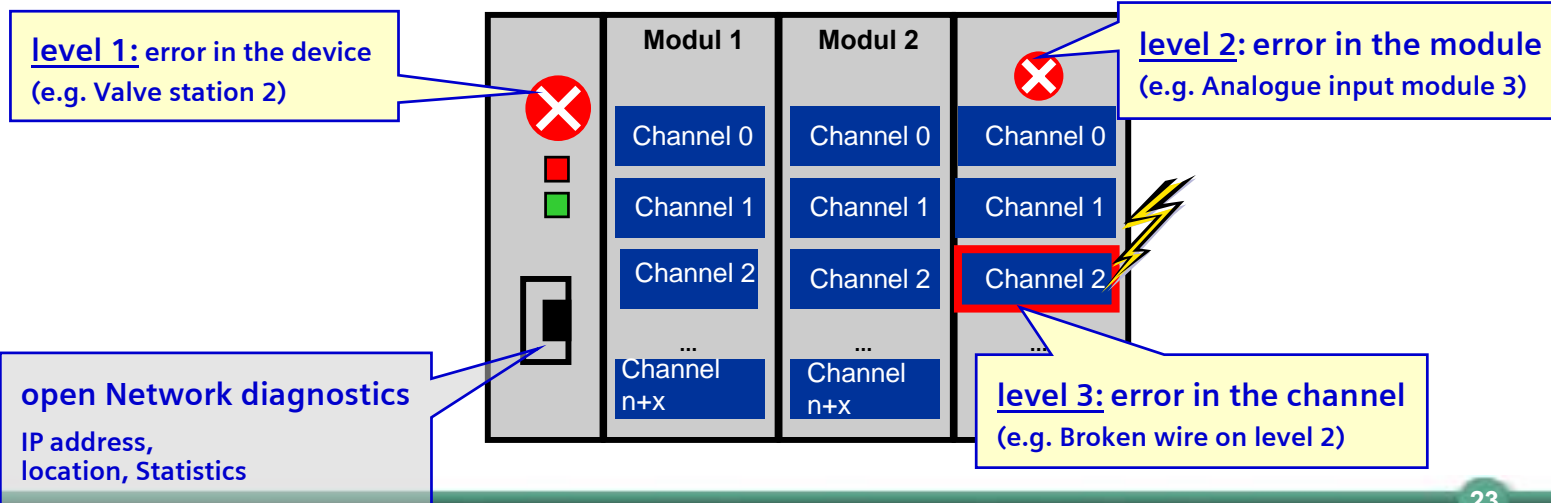 level 1: error in the device
(e.g. Valve station 2)
Modul 1
Modul 2
level 2: error in the module
(e.g. Analogue input module 3)
Channel 0
Channel 0
Channel 0
Channel 1
Channel 1
Channel 1
Channel 2
Channel 2
Channel 2
...
...
...
Channel
n+x
Channel
n+x
open Network diagnostics
IP address,
location, Statistics
level 3: error in the channel
(e.g. Broken wire on level 2)
23